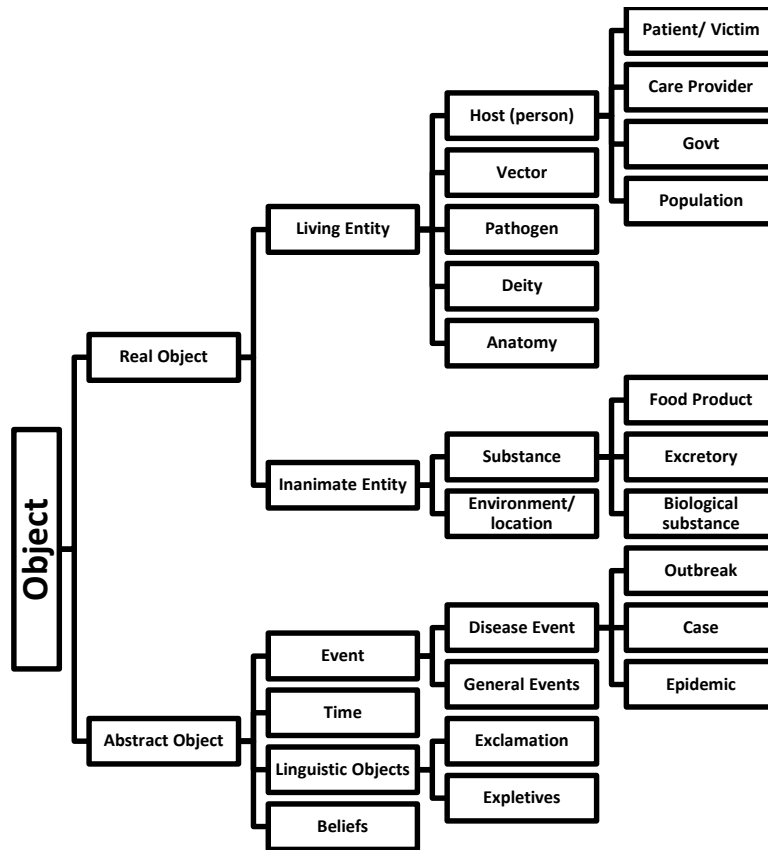 Patient/ Victim
Care Provider
Host (person)
Govt
Vector
Population
Living Entity
Pathogen
Deity
Anatomy
Real Object
Food Product
Substance
Excretory
Inanimate Entity
Environment/
location
Biological
substance
Object
Outbreak
Disease Event
Case
Event
General Events
Epidemic
Time
Abstract Object
Exclamation
Linguistic Objects
Expletives
Beliefs